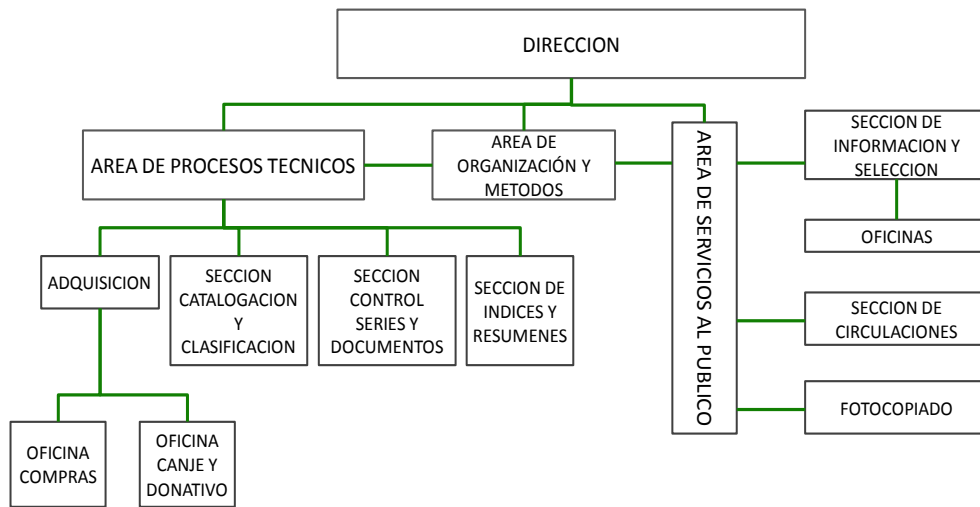 DIRECCION
AREA DE PROCESOS TECNICOS
AREA DE
ORGANIZACIÓN Y
METODOS
AREA DE SERVICIOS AL PUBLICO
SECCION DE
INFORMACION Y
SELECCION
OFICINAS
ADQUISICION
SECCION
CATALOGACION
Y
CLASIFICACION
SECCION
CONTROL
SERIES Y
DOCUMENTOS
SECCION DE
INDICES Y
RESUMENES
SECCION DE
CIRCULACIONES
FOTOCOPIADO
OFICINA
COMPRAS
OFICINA
CANJE Y
DONATIVO